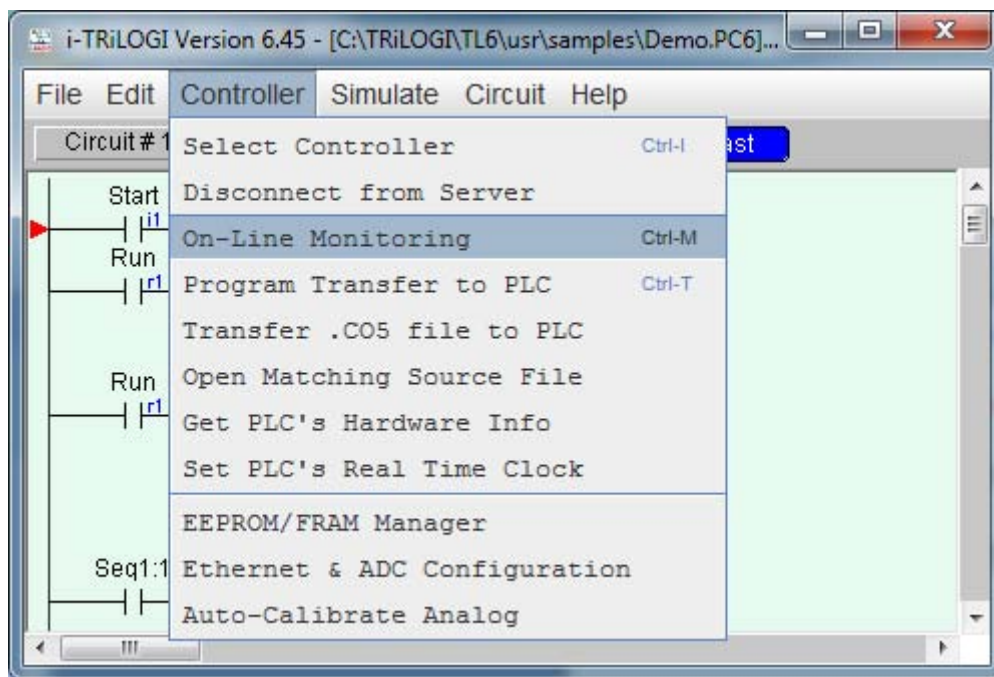 i-TRiLOGI Version 6.45 - [C:\TRiLOGI\TL6\usr\samples\Demo.PC6]...
File Edit Controller Simulate Circuit Help
Circuit # 1
Select Controller Ctrl-I
Disconnect from Server
On-Line Monitoring Ctrl-M
Program Transfer to PLC Ctrl-T
Transfer .CO5 file to PLC
Open Matching Source File
Get PLC's Hardware Info
Set PLC's Real Time Clock
EEPROM/FRAM Manager
Ethernet & ADC Configuration
Auto-Calibrate Analog
Start
i1
Run
r1
Run
r1
Seq1:1